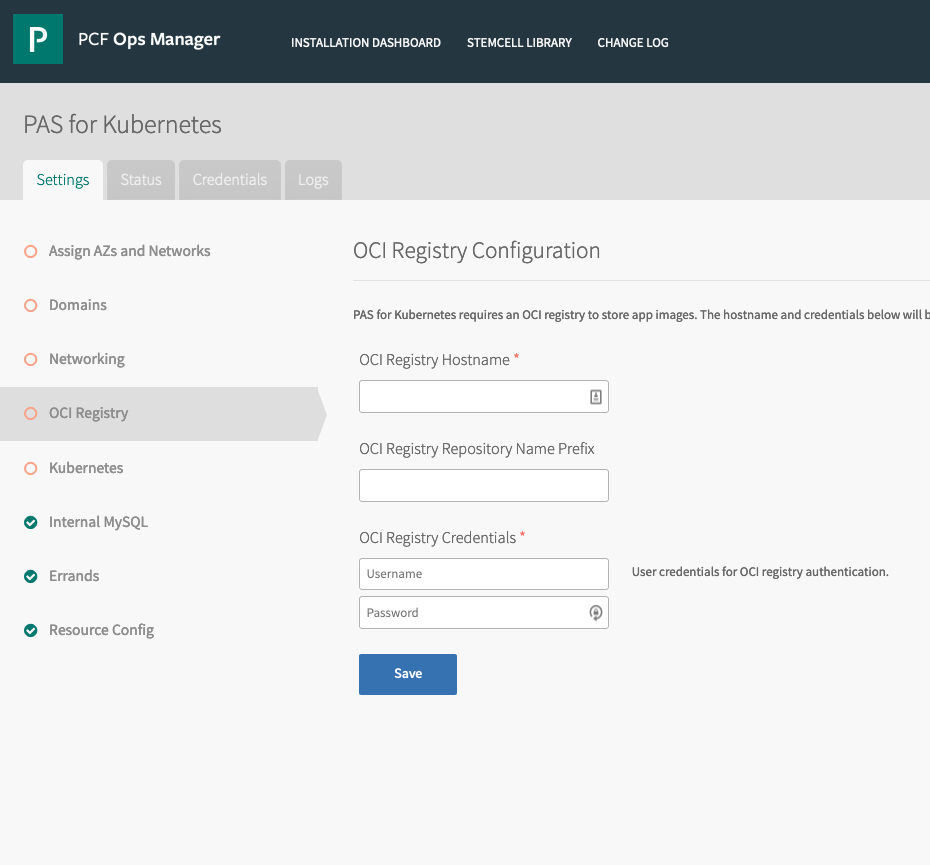 P PCF Ops Manager INSTALLATION DASHBOARD STEMCELL LIBRARY CHANGE LOG
PAS for Kubernetes
Settings Status Credentials Logs
Assign AZs and Networks
Domains
Networking
OCI Registry
Kubernetes
Internal MySQL
Errands
Resource Config
OCI Registry Configuration
PAS for Kubernetes requires an OCI registry to store app images. The hostname and credentials below will b
OCI Registry Hostname *
OCI Registry Repository Name Prefix
OCI Registry Credentials *
Username
User credentials for OCI registry authentication.
Password
Save